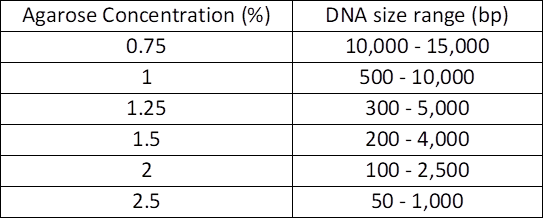 Agarose Concentration (%) DNA size range (bp)
0.75 10,000 - 15,000
1 500 - 10,000
1.25 300 - 5,000
1.5 200 - 4,000
2 100 - 2,500
2.5 50 - 1,000